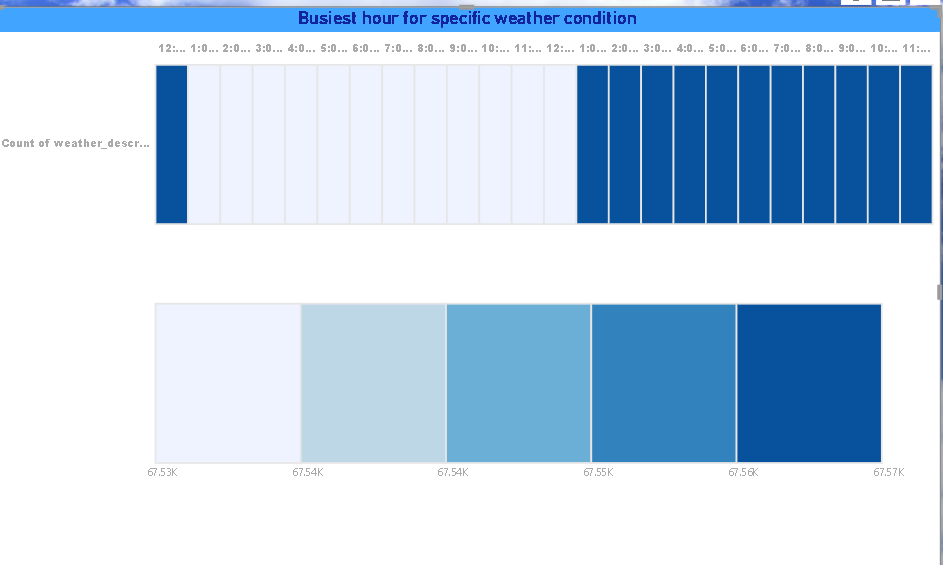 Busiest hour for specific weather condition
12:... 1:0... 2:0... 3:0... 4:0... 5:0... 6:0... 7:0... 8:0... 9:0... 10:... 11:... 12:... 1:0... 2:0... 3:0... 4:0... 5:0... 6:0... 7:0... 8:0... 9:0... 10:... 11:...
Count of weather_descr...
67.53K 67.54K 67.54K 67.55K 67.56K 67.57K